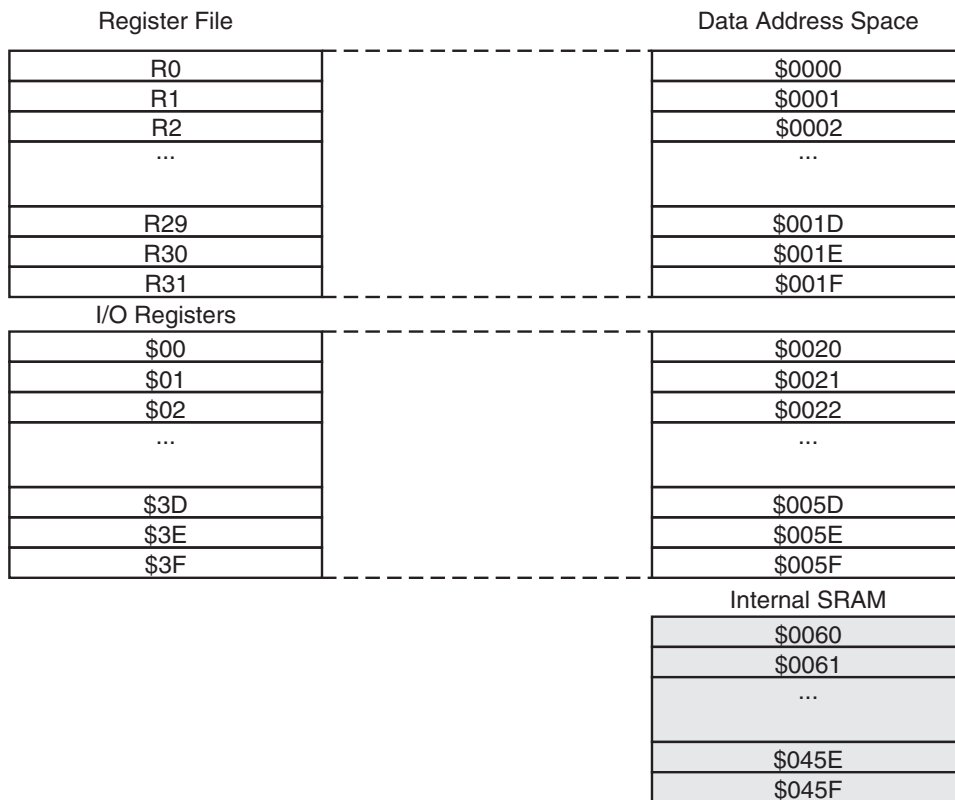 Register File Data Address Space
R0 $0000
R1 $0001
R2 $0002
... ...
R29 $001D
R30 $001E
R31 $001F
I/O Registers
$00 $0020
$01 $0021
$02 $0022
... ...
$3D $005D
$3E $005E
$3F $005F
Internal SRAM
$0060
$0061
...
$045E
$045F